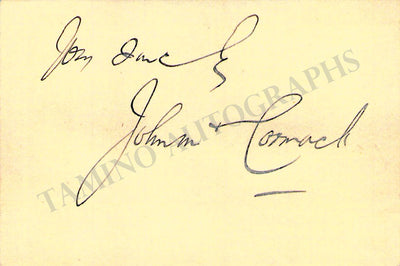 Yours sincerely
John McCormack
TAMINO AUTOGRAPHS